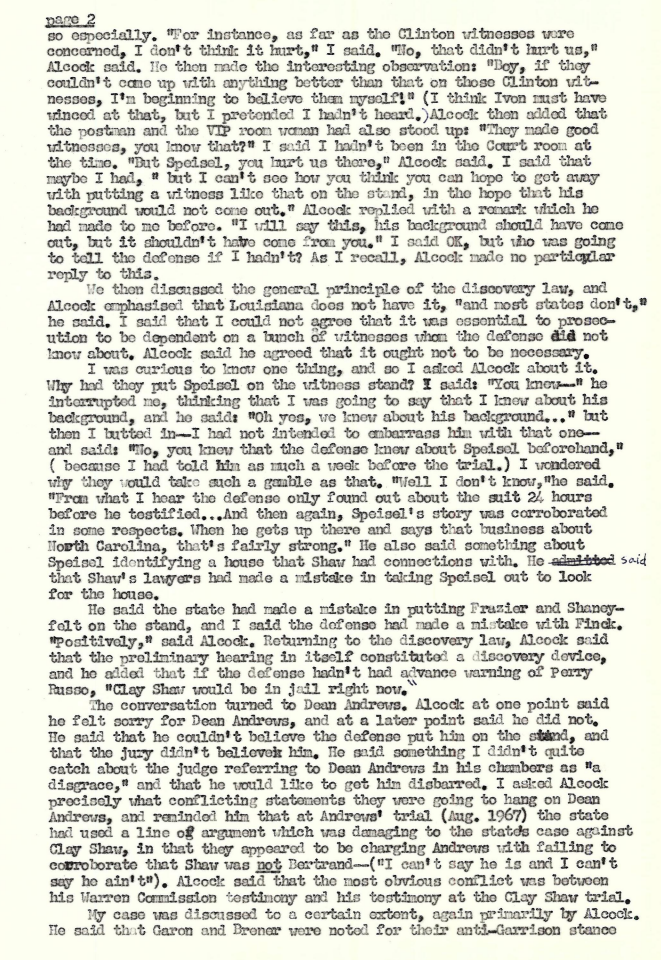 page 2
so especially. "For instance, as far as the Clinton witnesses were
concerned, I don't think it hurt," I said. "No, that didn't hurt us,"
Alcock said. He then made the interesting observation: "Boy, if they
couldn't come up with anything better than that on those Clinton wit-
nesses, I'm beginning to believe them myself!" (I think Ivon must have
winced at that, but I pretended I hadn't heard.)Alcock then added that
the postman and the VIP room woman had also stood up: "They made good
witnesses, you know that?" I said I hadn't been in the Court room at
the time. "But Speisel, you hurt us there," Alcock said. I said that
maybe I had, " but I can't see how you think you can hope to get away
with putting a witness like that on the stand, in the hope that his
background would not come out." Alcock replied with a remark which he
had made to me before. "I will say this, his background should have come
out, but it shouldn't have come from you." I said OK, but who was going
to tell the defense if I hadn't? As I recall, Alcock made no particular
reply to this.
We then discussed the general principle of the discovery law, and
Alcock emphasised that Louisiana does not have it, "and most states don't,"
he said. I said that I could not agree that it was essential to prosec-
ution to be dependent on a bunch of witnesses whom the defense did not
know about. Alcock said he agreed that it ought not to be necessary.
I was curious to know one thing, and so I asked Alcock about it.
Why had they put Speisel on the witness stand? I said: "You knew—" he
interrupted me, thinking that I was going to say that I knew about his
background, and he said: "Oh yes, we knew about his background..." but
then I butted in—I had not intended to embarrass him with that one—
and said: "No, you knew that the defense knew about Speisel beforehand,"
( because I had told him as much a week before the trial.) I wondered
why they would take such a gamble as that. "Well I don't know,"he said.
"From what I hear the defense only found out about the suit 24 hours
before he testified...And then again, Speisel's story was corroborated
in some respects. When he gets up there and says that business about
North Carolina, that's fairly strong." He also said something about
Speisel identifying a house that Shaw had connections with. He admitted said
that Shaw's lawyers had made a mistake in taking Speisel out to look
for the house.
He said the state had made a mistake in putting Frazier and Shaney-
felt on the stand, and I said the defense had made a mistake with Finck.
"Positively," said Alcock. Returning to the discovery law, Alcock said
that the preliminary hearing in itself constituted a discovery device,
and he added that if the defense hadn't had advance warning of Perry
Russo, "Clay Shaw would be in jail right now."
The conversation turned to Dean Andrews. Alcock at one point said
he felt sorry for Dean Andrews, and at a later point said he did not.
He said that he couldn't believe the defense put him on the stand, and
that the jury didn't believek him. He said something I didn't quite
catch about the judge referring to Dean Andrews in his chambers as "a
disgrace," and that he would like to get him disbarred. I asked Alcock
precisely what conflicting statements they were going to hang on Dean
Andrews, and reminded him that at Andrews' trial (Aug. 1967) the state
had used a line of argument which was damaging to the state's case against
Clay Shaw, in that they appeared to be charging Andrews with failing to
corroborate that Shaw was not Bertrand—("I can't say he is and I can't
say he ain't"). Alcock said that the most obvious conflict was between
his Warren Commission testimony and his testimony at the Clay Shaw trial.
My case was discussed to a certain extent, again primarily by Alcock.
He said that Garon and Brener were noted for their anti-Garrison stance